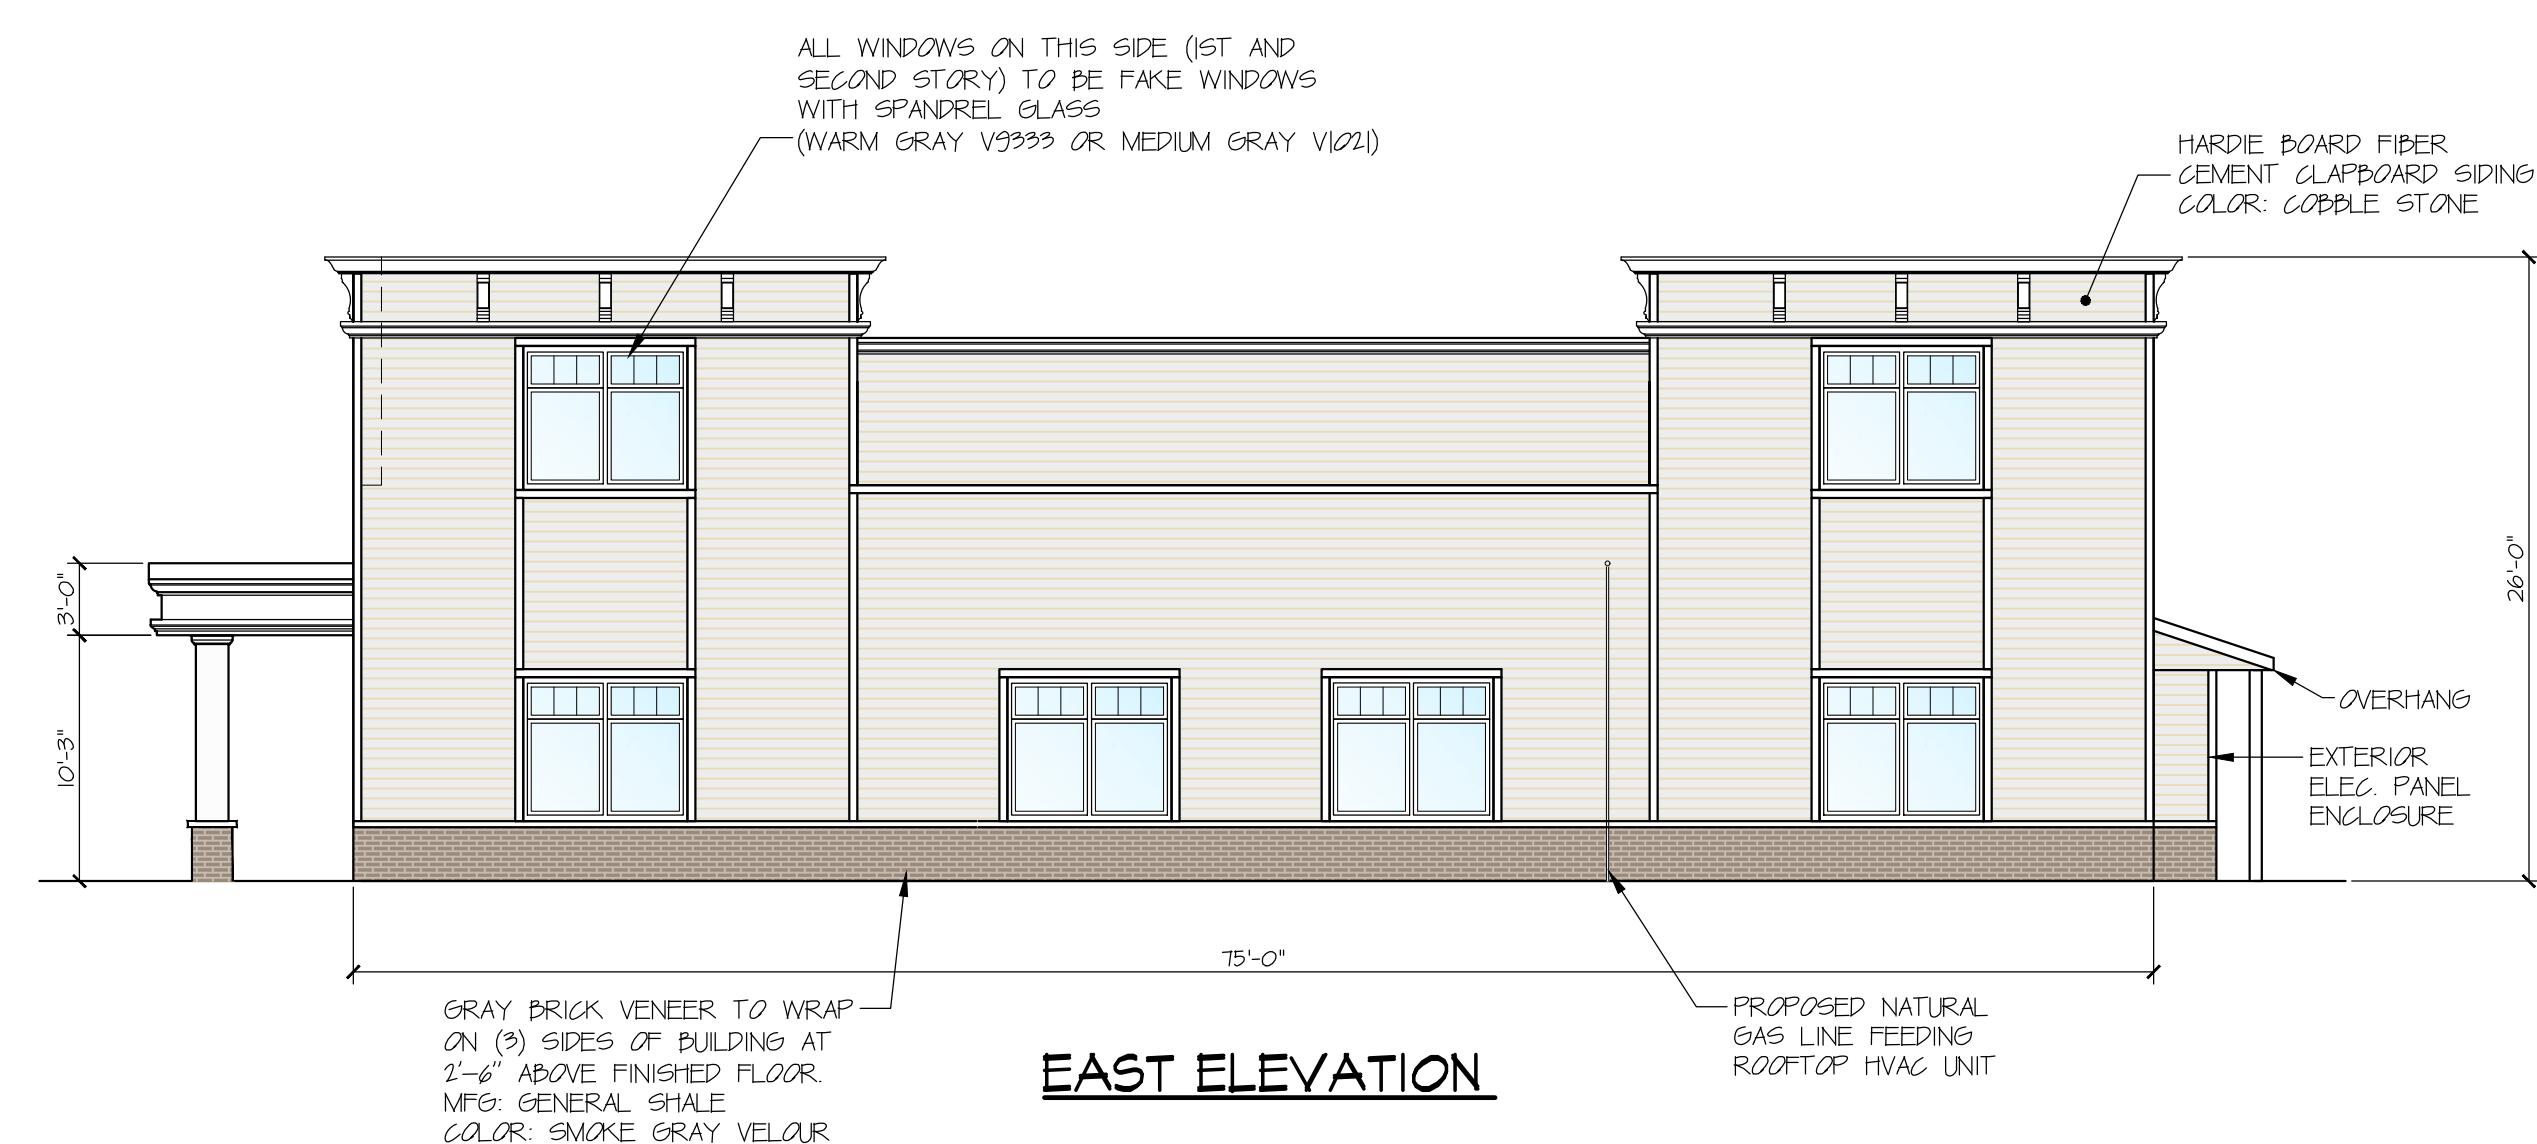 ALL WINDOWS ON THIS SIDE (1ST AND
SECOND STORY) TO BE FAKE WINDOWS
WITH SPANDREL GLASS
(WARM GRAY V9333 OR MEDIUM GRAY V1021)
HARDIE BOARD FIBER
CEMENT CLAPBOARD SIDING
COLOR: COBBLE STONE
3'-0"
10'-3"
26'-0"
OVERHANG
EXTERIOR
ELEC. PANEL
ENCLOSURE
75'-0"
GRAY BRICK VENEER TO WRAP
ON (3) SIDES OF BUILDING AT
2'-6" ABOVE FINISHED FLOOR.
MFG: GENERAL SHALE
COLOR: SMOKE GRAY VELOUR
PROPOSED NATURAL
GAS LINE FEEDING
ROOFTOP HVAC UNIT
EAST ELEVATION